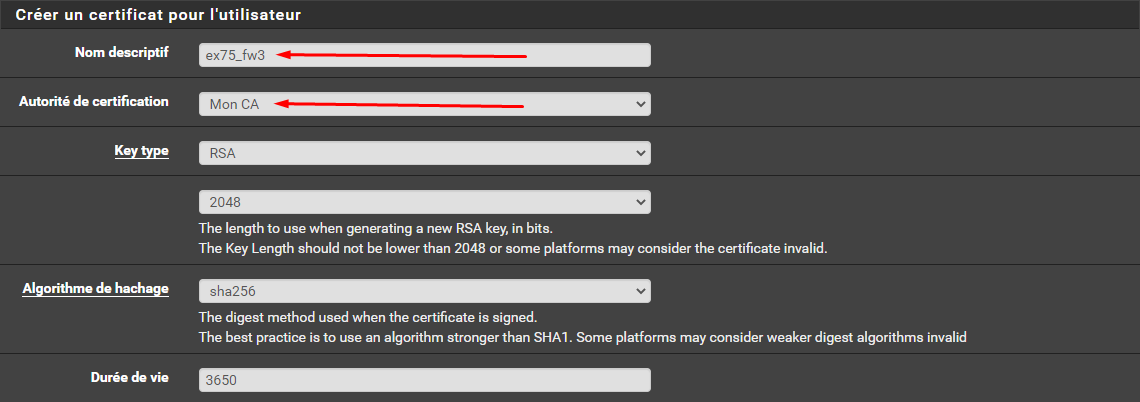 Créer un certificat pour l'utilisateur
Nom descriptif
ex75_fw3
Autorité de certification
Mon CA
Key type
RSA
2048
The length to use when generating a new RSA key, in bits.
The Key Length should not be lower than 2048 or some platforms may consider the certificate invalid.
Algorithme de hachage
sha256
The digest method used when the certificate is signed.
The best practice is to use an algorithm stronger than SHA1. Some platforms may consider weaker digest algorithms invalid
Durée de vie
3650